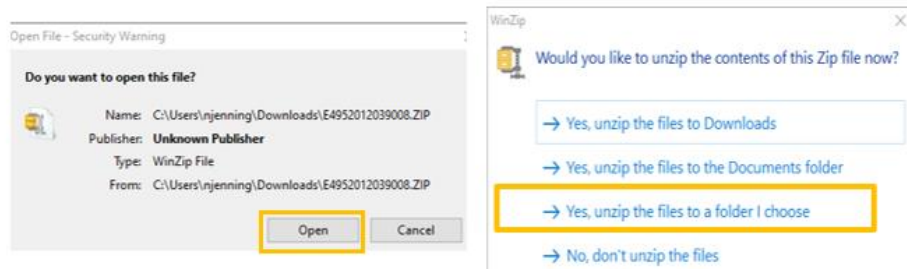 Open File - Security Warning
Do you want to open this file?
Name: C:\Users\njenning\Downloads\E4952012039008.ZIP
Publisher: Unknown Publisher
Type: WinZip File
From: C:\Users\njenning\Downloads\E4952012039008.ZIP
Open Cancel
WinZip
Would you like to unzip the contents of this Zip file now?
→ Yes, unzip the files to Downloads
→ Yes, unzip the files to the Documents folder
→ Yes, unzip the files to a folder I choose
→ No, don't unzip the files